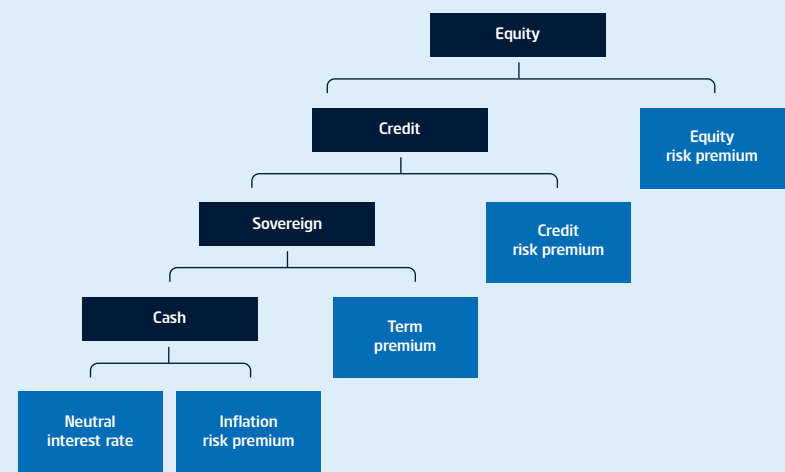 Equity
Credit
Equity
risk premium
Sovereign
Credit
risk premium
Cash
Term
premium
Neutral
interest rate
Inflation
risk premium